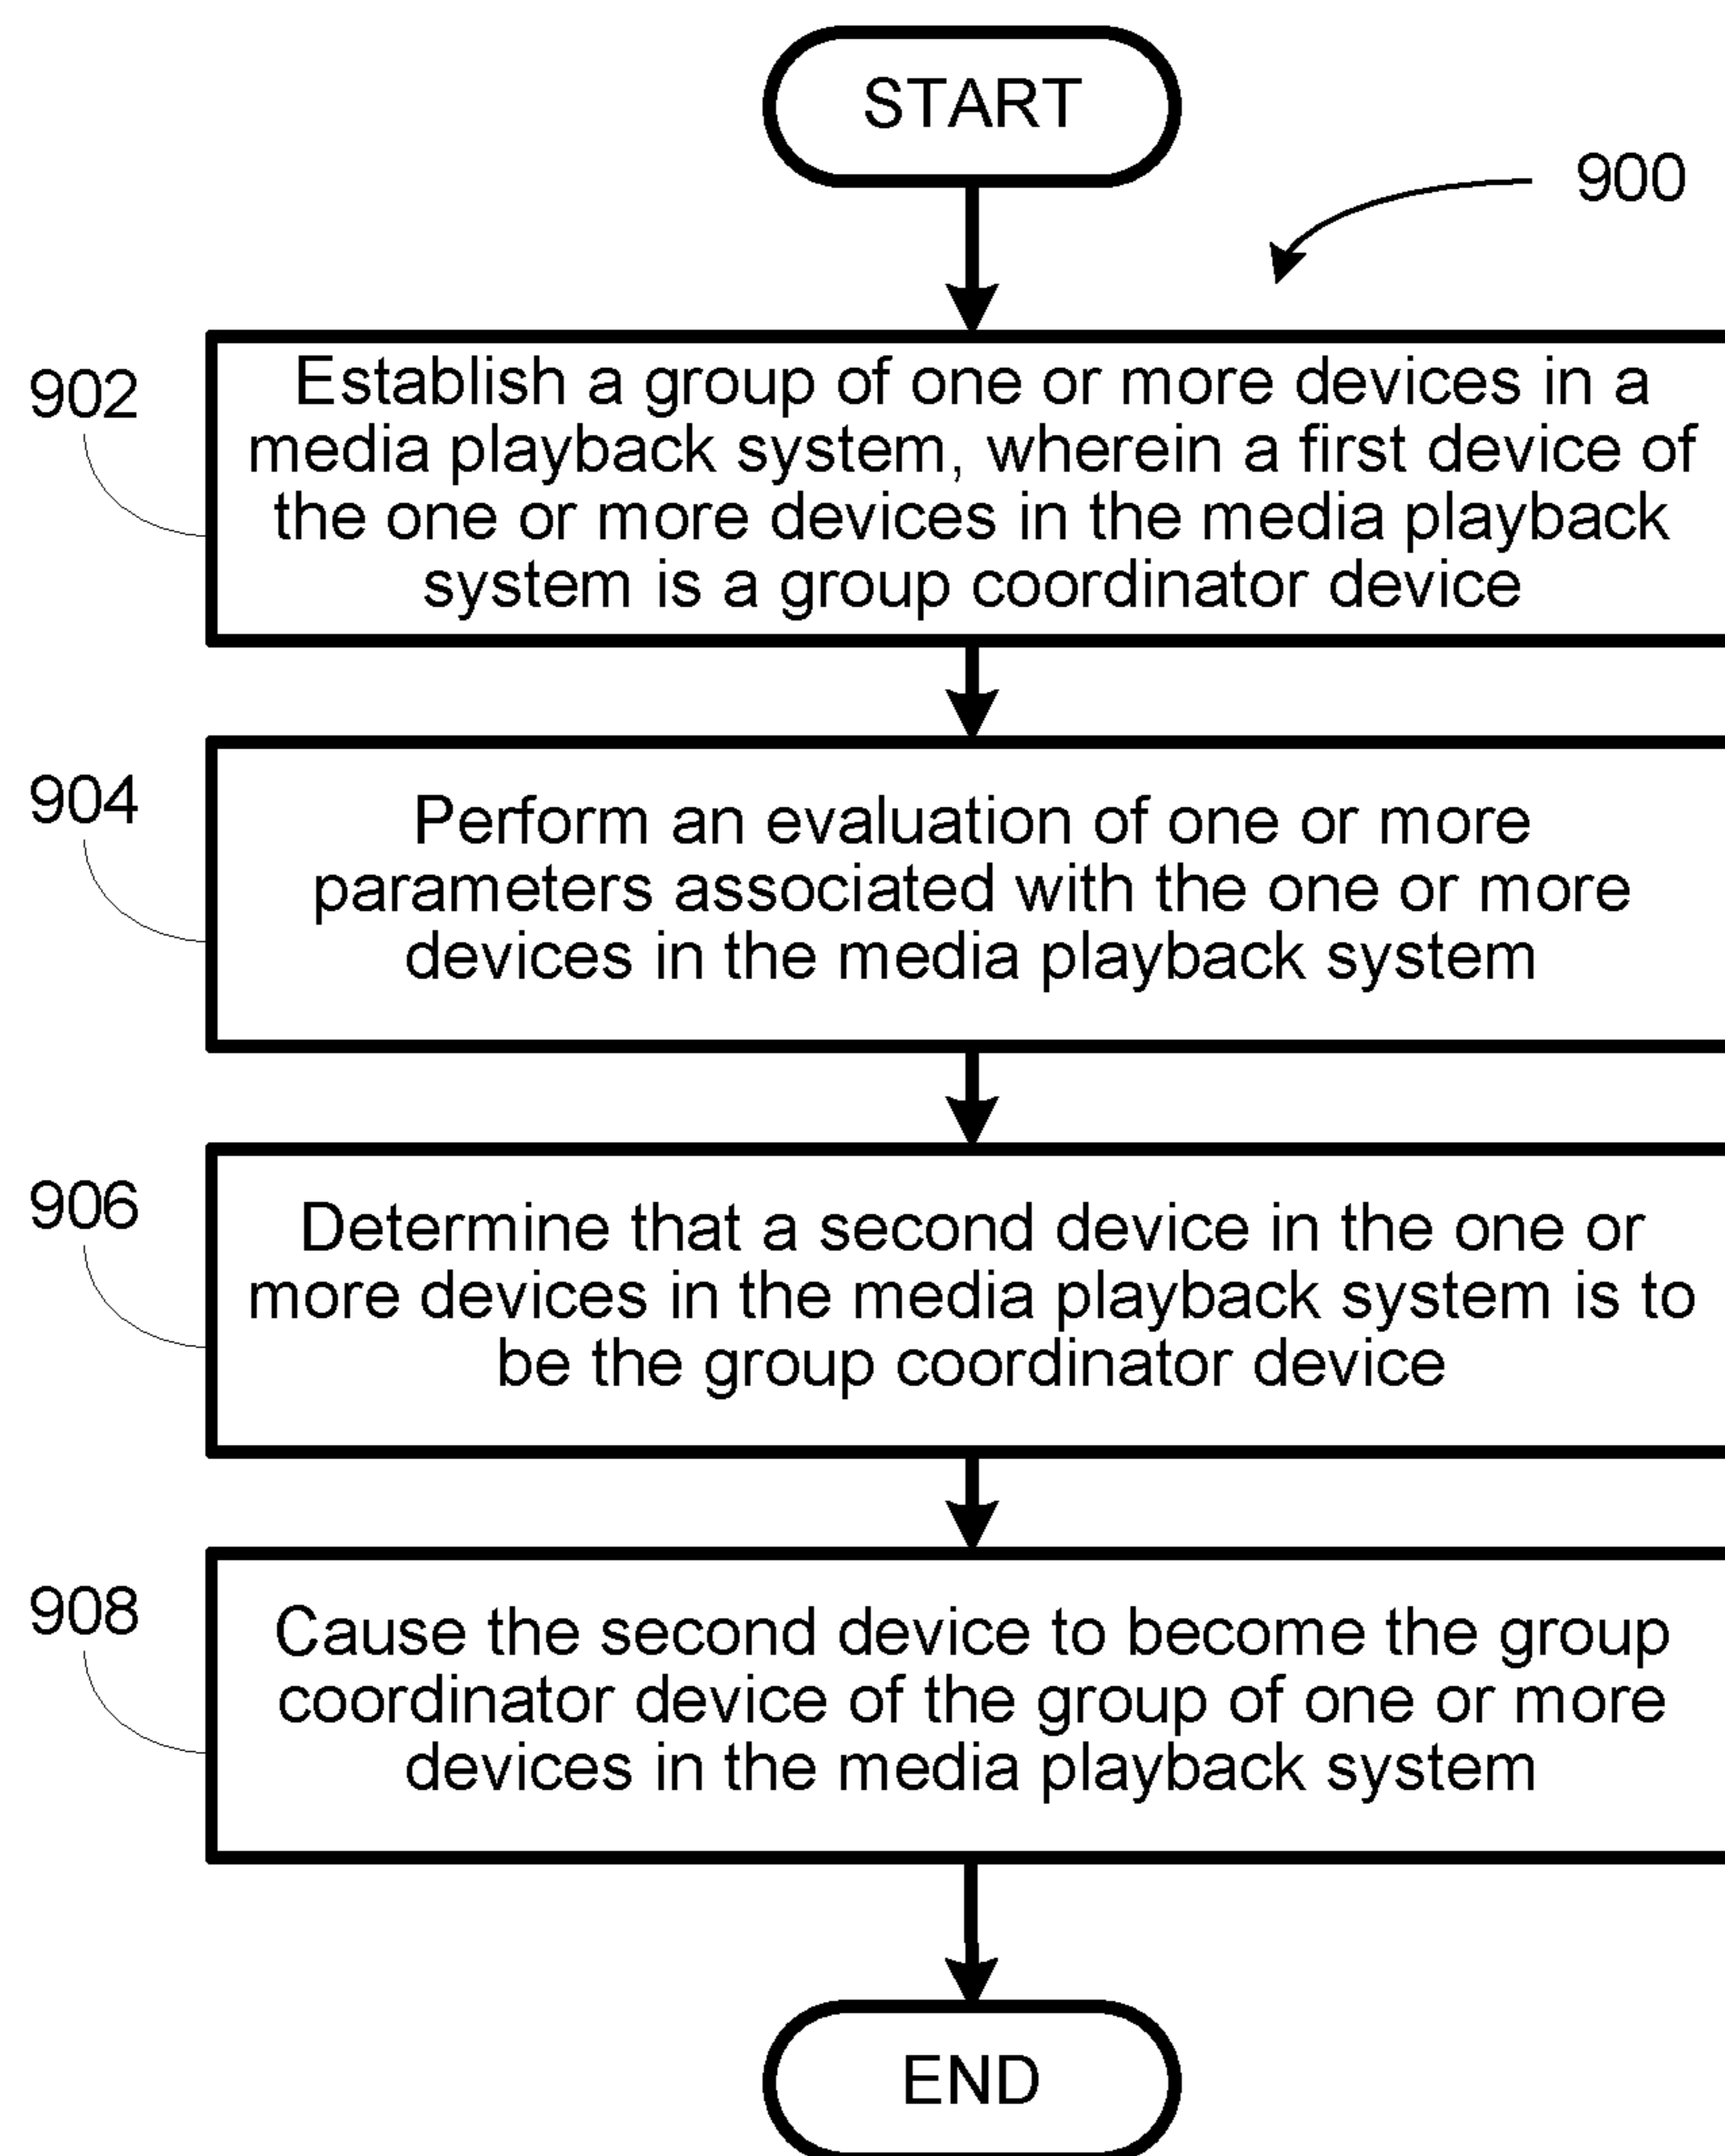 START
900
902
Establish a group of one or more devices in a
media playback system, wherein a first device of
the one or more devices in the media playback
system is a group coordinator device
904
Perform an evaluation of one or more
parameters associated with the one or more
devices in the media playback system
906
Determine that a second device in the one or
more devices in the media playback system is to
be the group coordinator device
908
Cause the second device to become the group
coordinator device of the group of one or more
devices in the media playback system
END